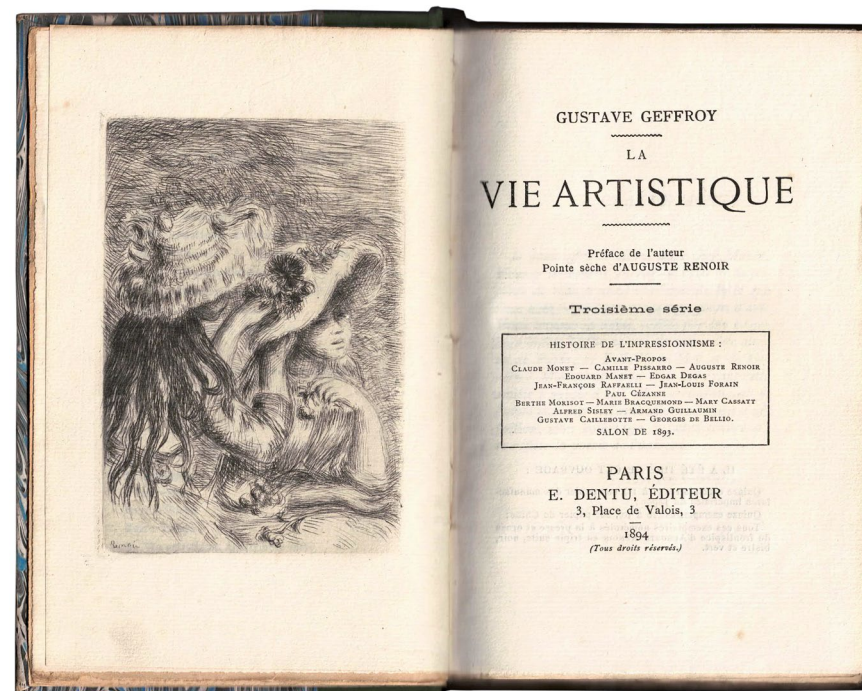 Renoir
GUSTAVE GEFFROY
LA
VIE ARTISTIQUE
Préface de l'auteur
Pointe sèche d'AUGUSTE RENOIR
Troisième série
HISTOIRE DE L'IMPRESSIONNISME :
AVANT-PROPOS
CLAUDE MONET — CAMILLE PISSARRO — AUGUSTE RENOIR
EDOUARD MANET — EDGAR DEGAS
JEAN-FRANÇOIS RAFFAELLI — JEAN-LOUIS FORAIN
PAUL CÉZANNE
BERTHE MORISOT — MARIE BRACQUEMOND — MARY CASSATT
ALFRED SISLEY — ARMAND GUILLAUMIN
GUSTAVE CAILLEBOTTE — GEORGES DE BELLIO.
SALON DE 1893.
PARIS
E. DENTU, ÉDITEUR
3, Place de Valois, 3
1894
(Tous droits réservés.)